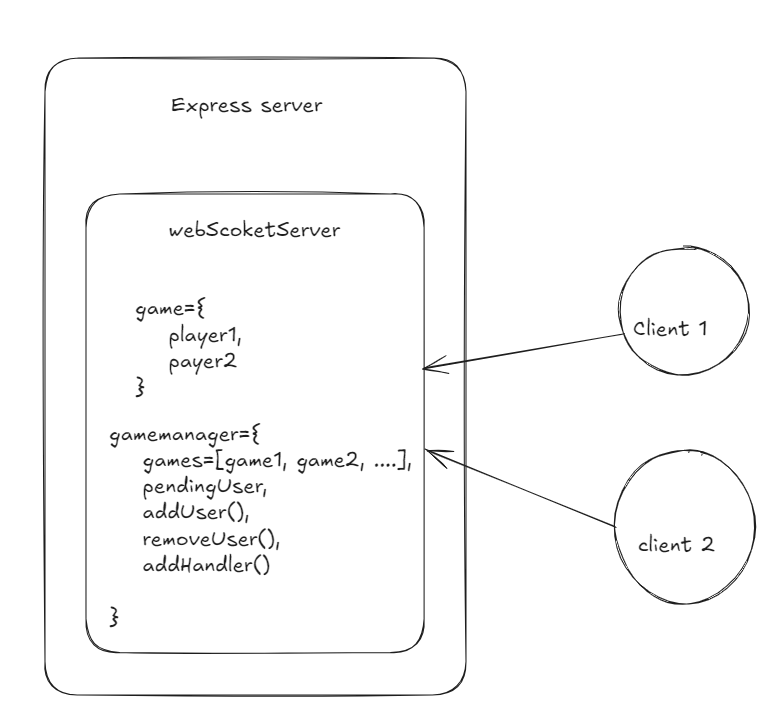 Express server
webScoketServer
game={
player1,
payer2
}
gamemanager={
games=[game1, game2, ....],
pendingUser,
addUser(),
removeUser(),
addHandler()
}
Client 1
client 2